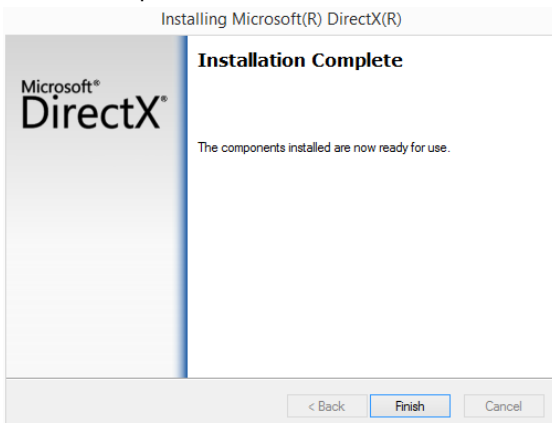 Installing Microsoft(R) DirectX(R)
Installation Complete
Microsoft®
DirectX®
The components installed are now ready for use.
< Back
Finish
Cancel